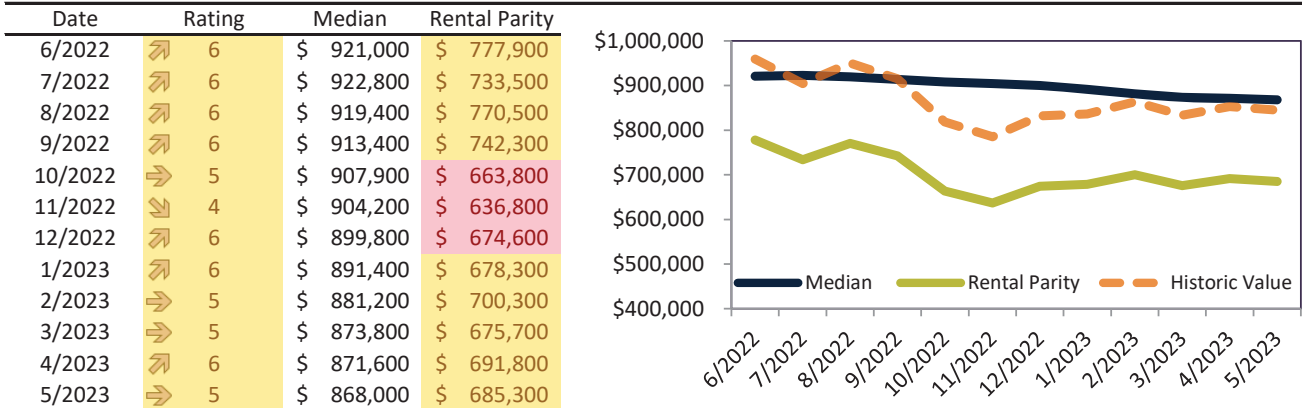 Date Rating Median Rental Parity
6/2022 6 $ 921,000 $ 777,900
7/2022 6 $ 922,800 $ 733,500
8/2022 6 $ 919,400 $ 770,500
9/2022 6 $ 913,400 $ 742,300
10/2022 5 $ 907,900 $ 663,800
11/2022 4 $ 904,200 $ 636,800
12/2022 6 $ 899,800 $ 674,600
1/2023 6 $ 891,400 $ 678,300
2/2023 5 $ 881,200 $ 700,300
3/2023 5 $ 873,800 $ 675,700
4/2023 6 $ 871,600 $ 691,800
5/2023 5 $ 868,000 $ 685,300
$1,000,000
$900,000
$800,000
$700,000
$600,000
$500,000
$400,000
Median Rental Parity Historic Value
6/2022 7/2022 8/2022 9/2022 10/2022 11/2022 12/2022 1/2023 2/2023 3/2023 4/2023 5/2023